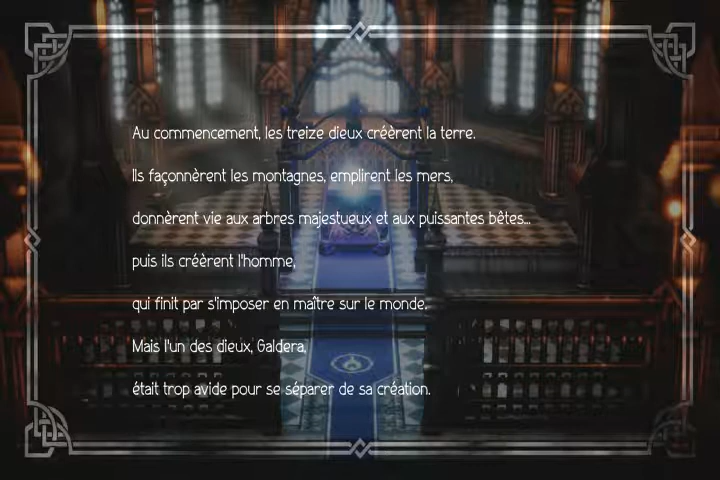 Au commencement, les treize dieux créèrent la terre.
Ils façonnèrent les montagnes, emplirent les mers,
donnèrent vie aux arbres majestueux et aux puissantes bêtes...
puis ils créèrent l'homme,
qui finit par s'imposer en maître sur le monde.
Mais l'un des dieux, Galdera,
était trop avide pour se séparer de sa création.